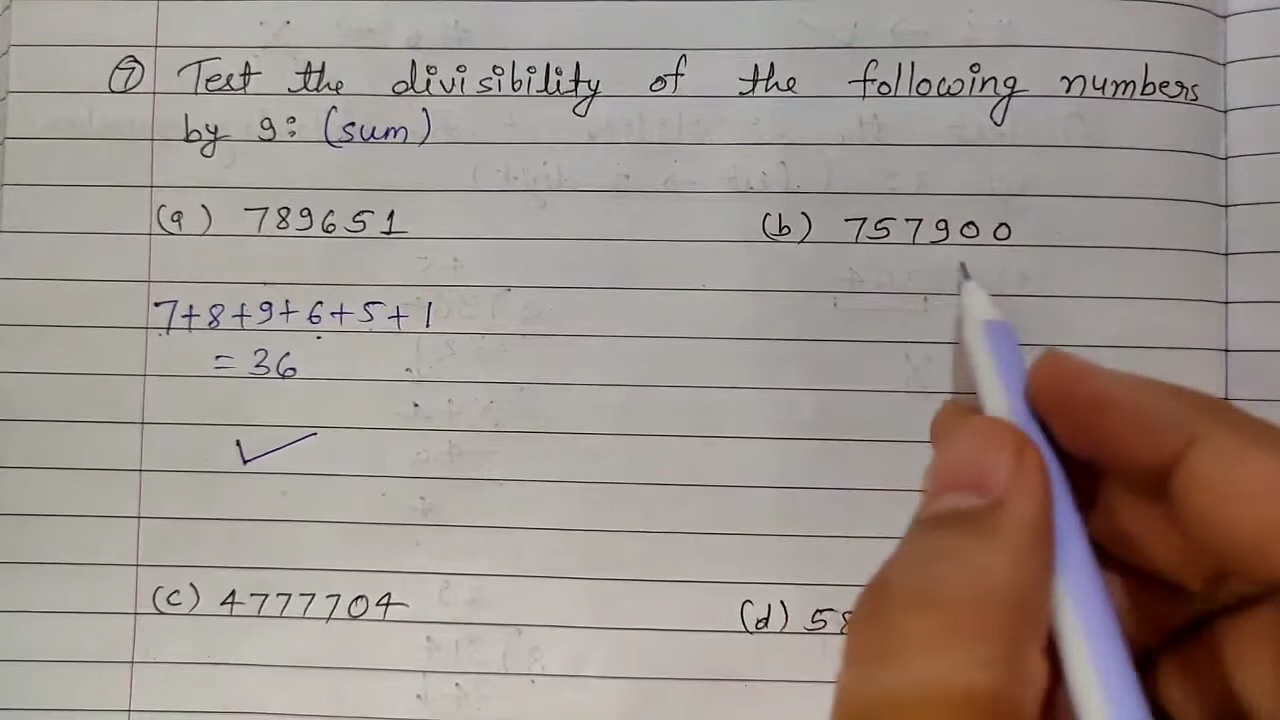 ⑦ Test the divisibility of the following numbers
by 9: (sum)
(a) 789651
(b) 757900
7+8+9+6+5+1
= 36
✓
(c) 4777704
(d) 58